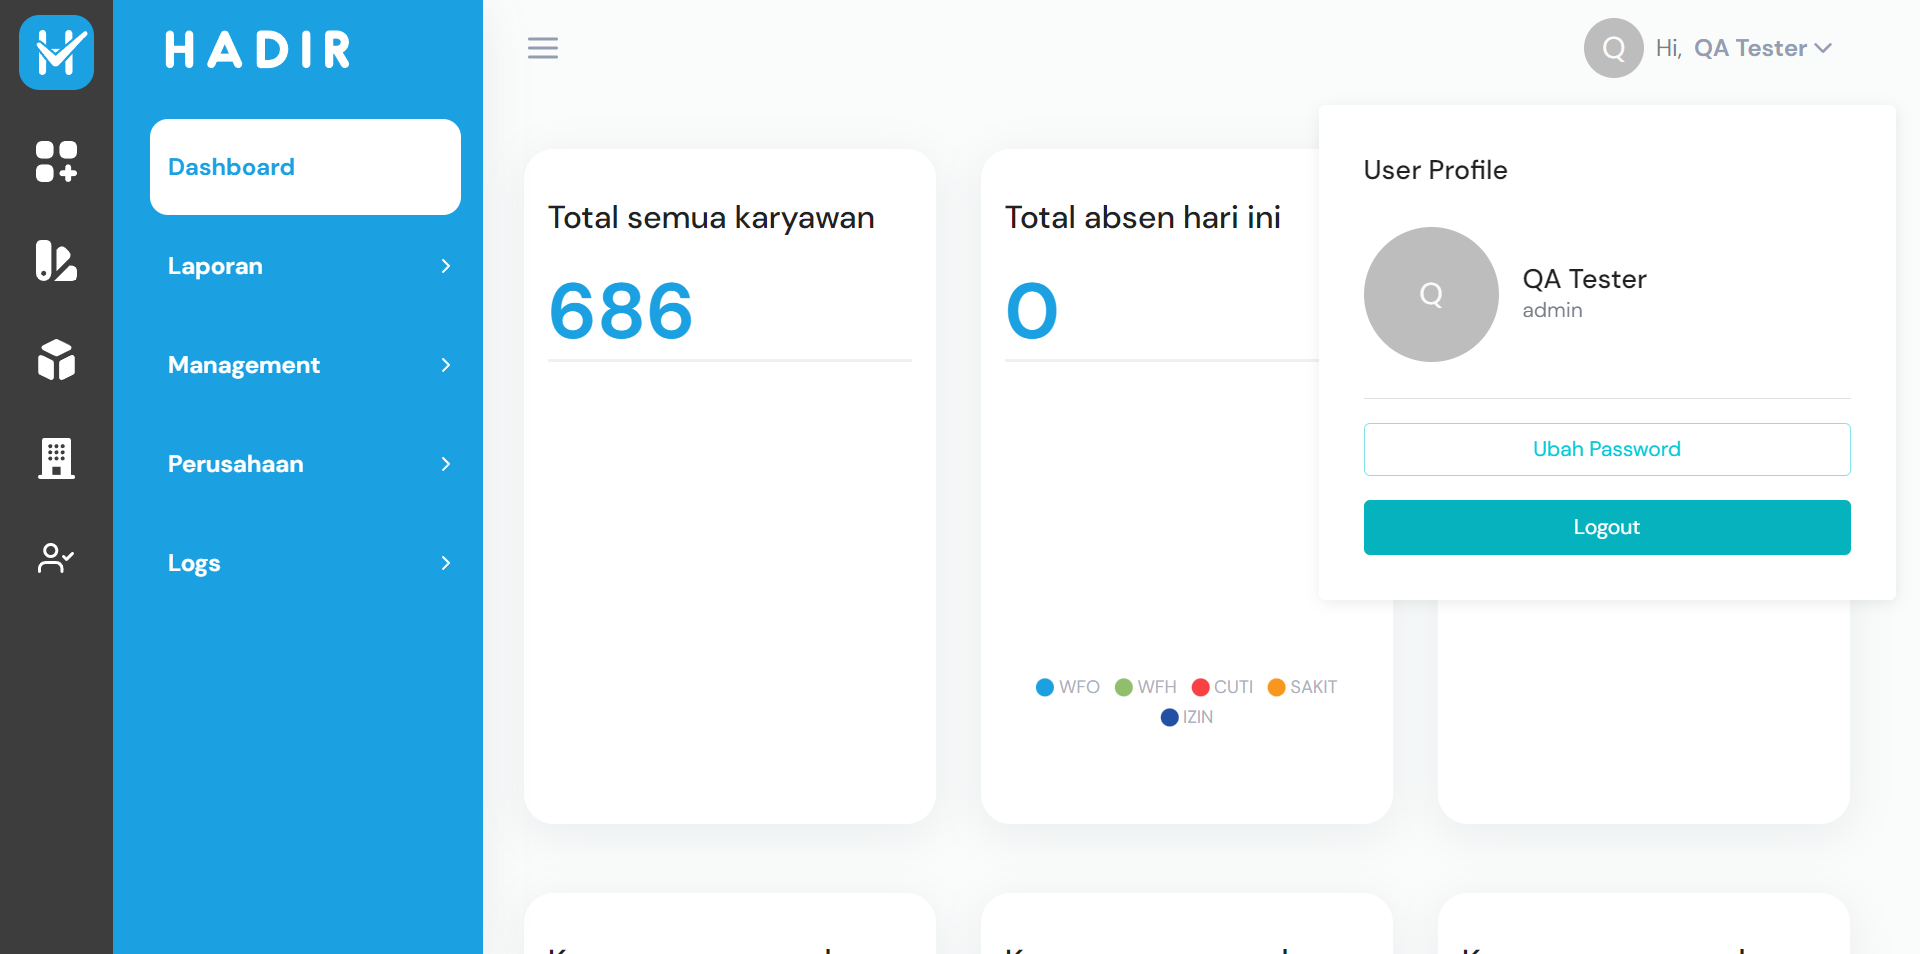 HADIR
Dashboard
Laporan
Management
Perusahaan
Logs
Q
Hi, QA Tester
Total semua karyawan
686
Total absen hari ini
0
WFO
WFH
CUTI
SAKIT
IZIN
User Profile
Q
QA Tester
admin
Ubah Password
Logout